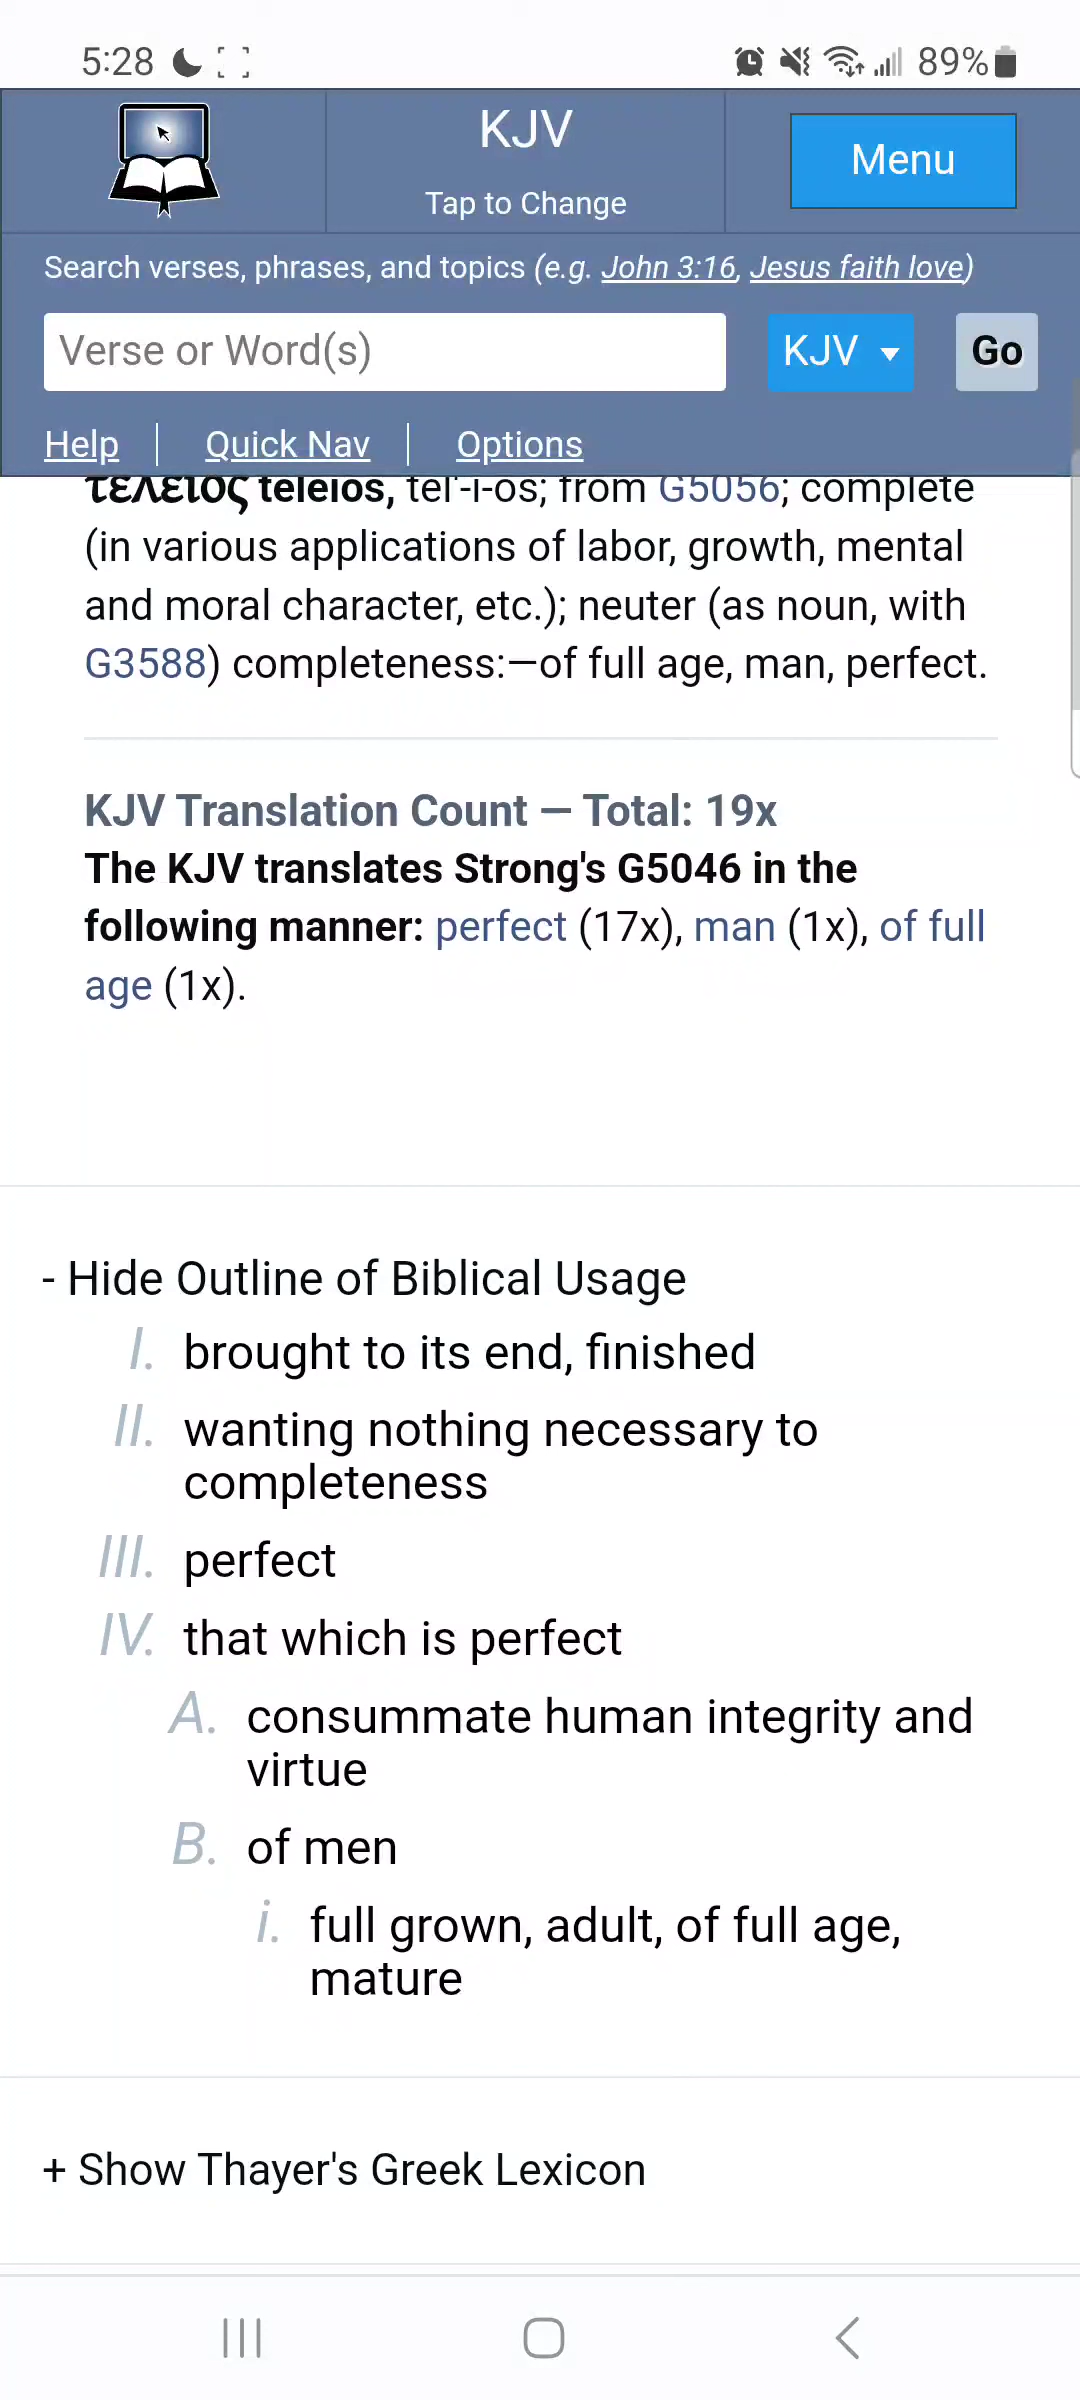 5:28
89%
KJV
Tap to Change
Menu
Search verses, phrases, and topics (e.g. John 3:16, Jesus faith love)
Verse or Word(s)
KJV
Go
Help
Quick Nav
Options
τέλειος teleios, tel'-i-os; from G5056; complete
(in various applications of labor, growth, mental
and moral character, etc.); neuter (as noun, with
G3588) completeness:—of full age, man, perfect.
KJV Translation Count — Total: 19x
The KJV translates Strong's G5046 in the
following manner: perfect (17x), man (1x), of full
age (1x).
- Hide Outline of Biblical Usage
I. brought to its end, finished
II. wanting nothing necessary to
completeness
III. perfect
IV. that which is perfect
A. consummate human integrity and
virtue
B. of men
i. full grown, adult, of full age,
mature
+ Show Thayer's Greek Lexicon